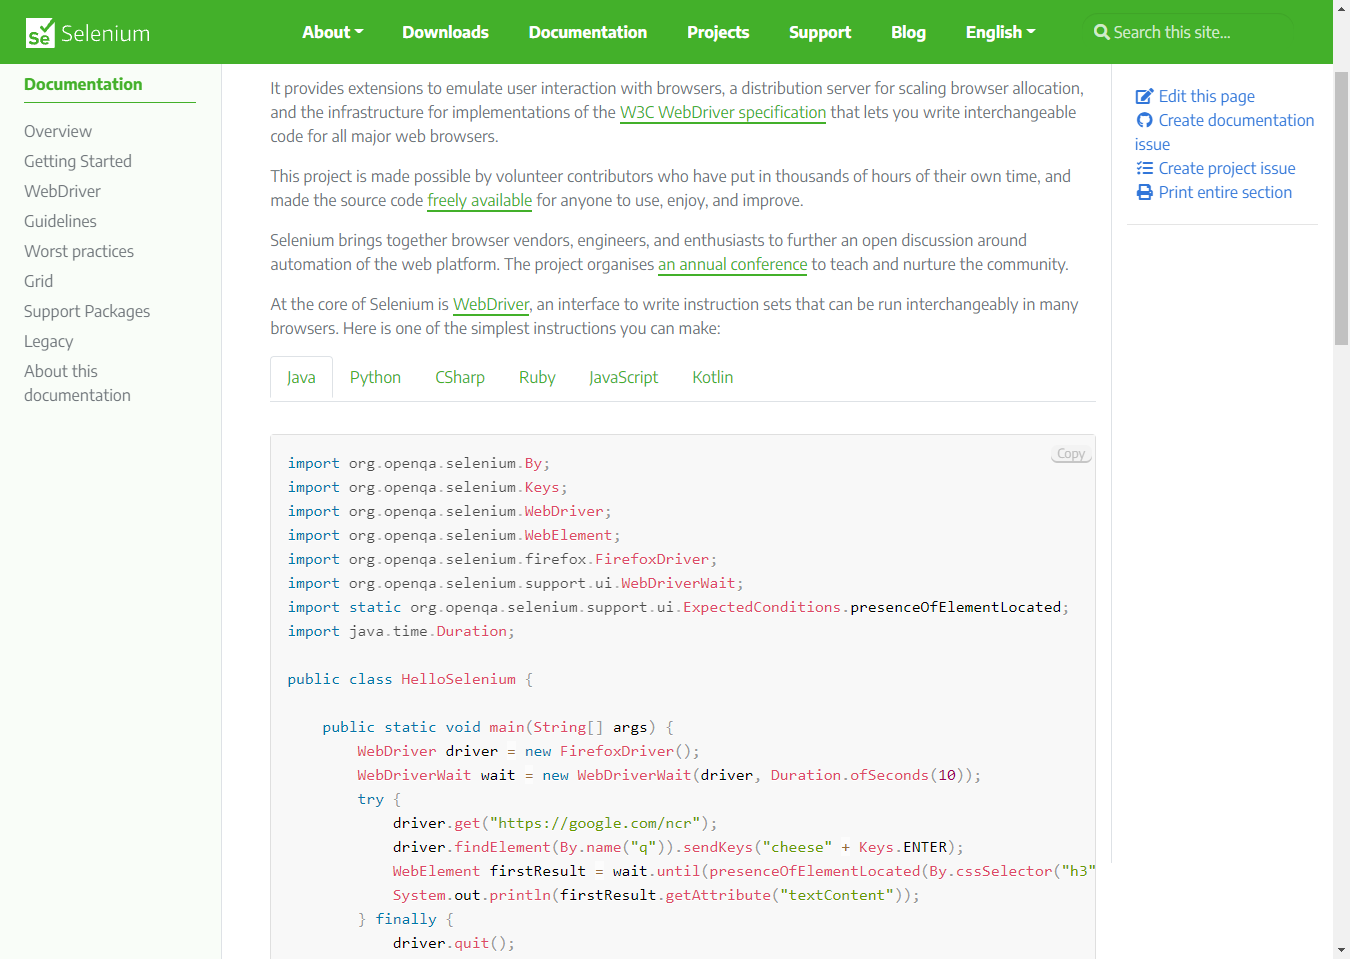 Se Selenium
About Downloads Documentation Projects Support Blog English Search this site...
Documentation
Overview
Getting Started
WebDriver
Guidelines
Worst practices
Grid
Support Packages
Legacy
About this
documentation
It provides extensions to emulate user interaction with browsers, a distribution server for scaling browser allocation,
and the infrastructure for implementations of the W3C WebDriver specification that lets you write interchangeable
code for all major web browsers.
This project is made possible by volunteer contributors who have put in thousands of hours of their own time, and
made the source code freely available for anyone to use, enjoy, and improve.
Selenium brings together browser vendors, engineers, and enthusiasts to further an open discussion around
automation of the web platform. The project organises an annual conference to teach and nurture the community.
At the core of Selenium is WebDriver, an interface to write instruction sets that can be run interchangeably in many
browsers. Here is one of the simplest instructions you can make:
Java Python CSharp Ruby JavaScript Kotlin
Copy
import org.openqa.selenium.By;
import org.openqa.selenium.Keys;
import org.openqa.selenium.WebDriver;
import org.openqa.selenium.WebElement;
import org.openqa.selenium.firefox.FirefoxDriver;
import org.openqa.selenium.support.ui.WebDriverWait;
import static org.openqa.selenium.support.ui.ExpectedConditions.presenceOfElementLocated;
import java.time.Duration;
public class HelloSelenium {
    public static void main(String[] args) {
        WebDriver driver = new FirefoxDriver();
        WebDriverWait wait = new WebDriverWait(driver, Duration.ofSeconds(10));
        try {
            driver.get("https://google.com/ncr");
            driver.findElement(By.name("q")).sendKeys("cheese" + Keys.ENTER);
            WebElement firstResult = wait.until(presenceOfElementLocated(By.cssSelector("h3"
            System.out.println(firstResult.getAttribute("textContent"));
        } finally {
            driver.quit();
Edit this page
Create documentation
issue
Create project issue
Print entire section